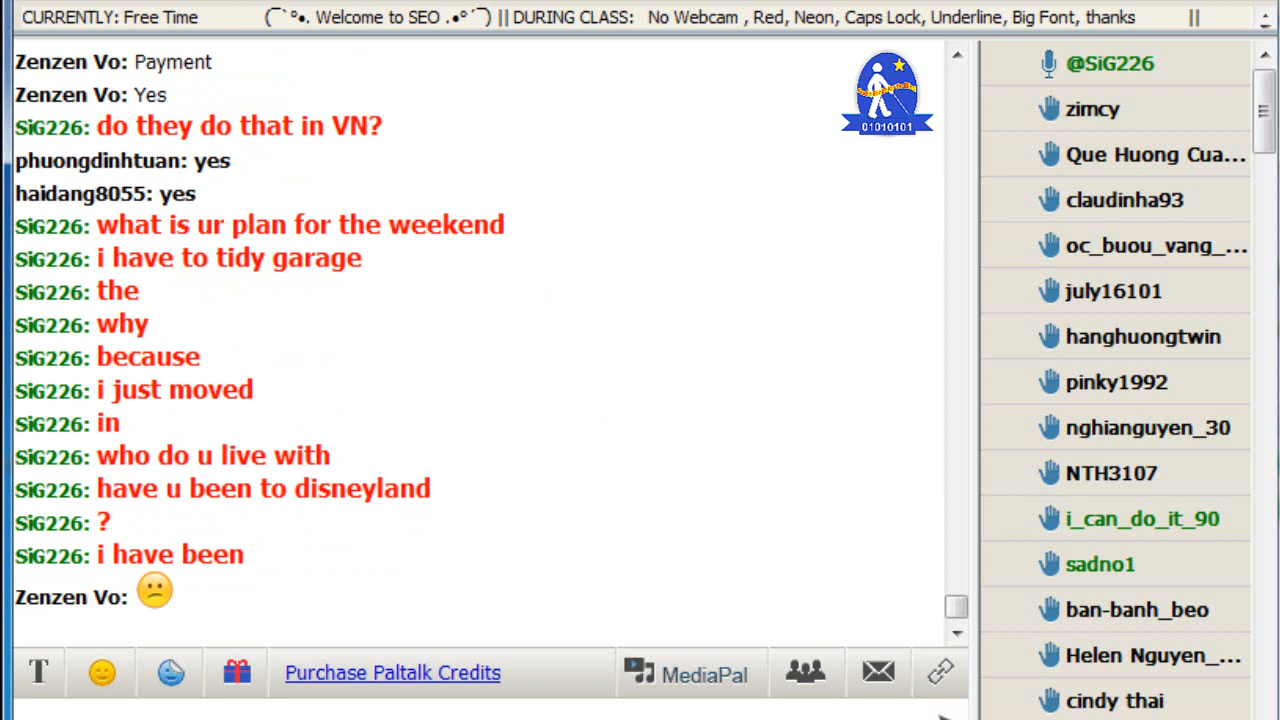 CURRENTLY: Free Time (¯`°•. Welcome to SEO .•°´¯) || DURING CLASS: No Webcam , Red, Neon, Caps Lock, Underline, Big Font, thanks ||
Zenzen Vo: Payment
Zenzen Vo: Yes
SiG226: do they do that in VN?
phuongdinhtuan: yes
haidang8055: yes
SiG226: what is ur plan for the weekend
SiG226: i have to tidy garage
SiG226: the
SiG226: why
SiG226: because
SiG226: i just moved
SiG226: in
SiG226: who do u live with
SiG226: have u been to disneyland
SiG226: ?
SiG226: i have been
Zenzen Vo:
01010101
@SiG226
zimcy
Que Huong Cua...
claudinha93
oc_buou_vang_...
july16101
hanghuongtwin
pinky1992
nghianguyen_30
NTH3107
i_can_do_it_90
sadno1
ban-banh_beo
Helen Nguyen_...
cindy thai
T Purchase Paltalk Credits MediaPal